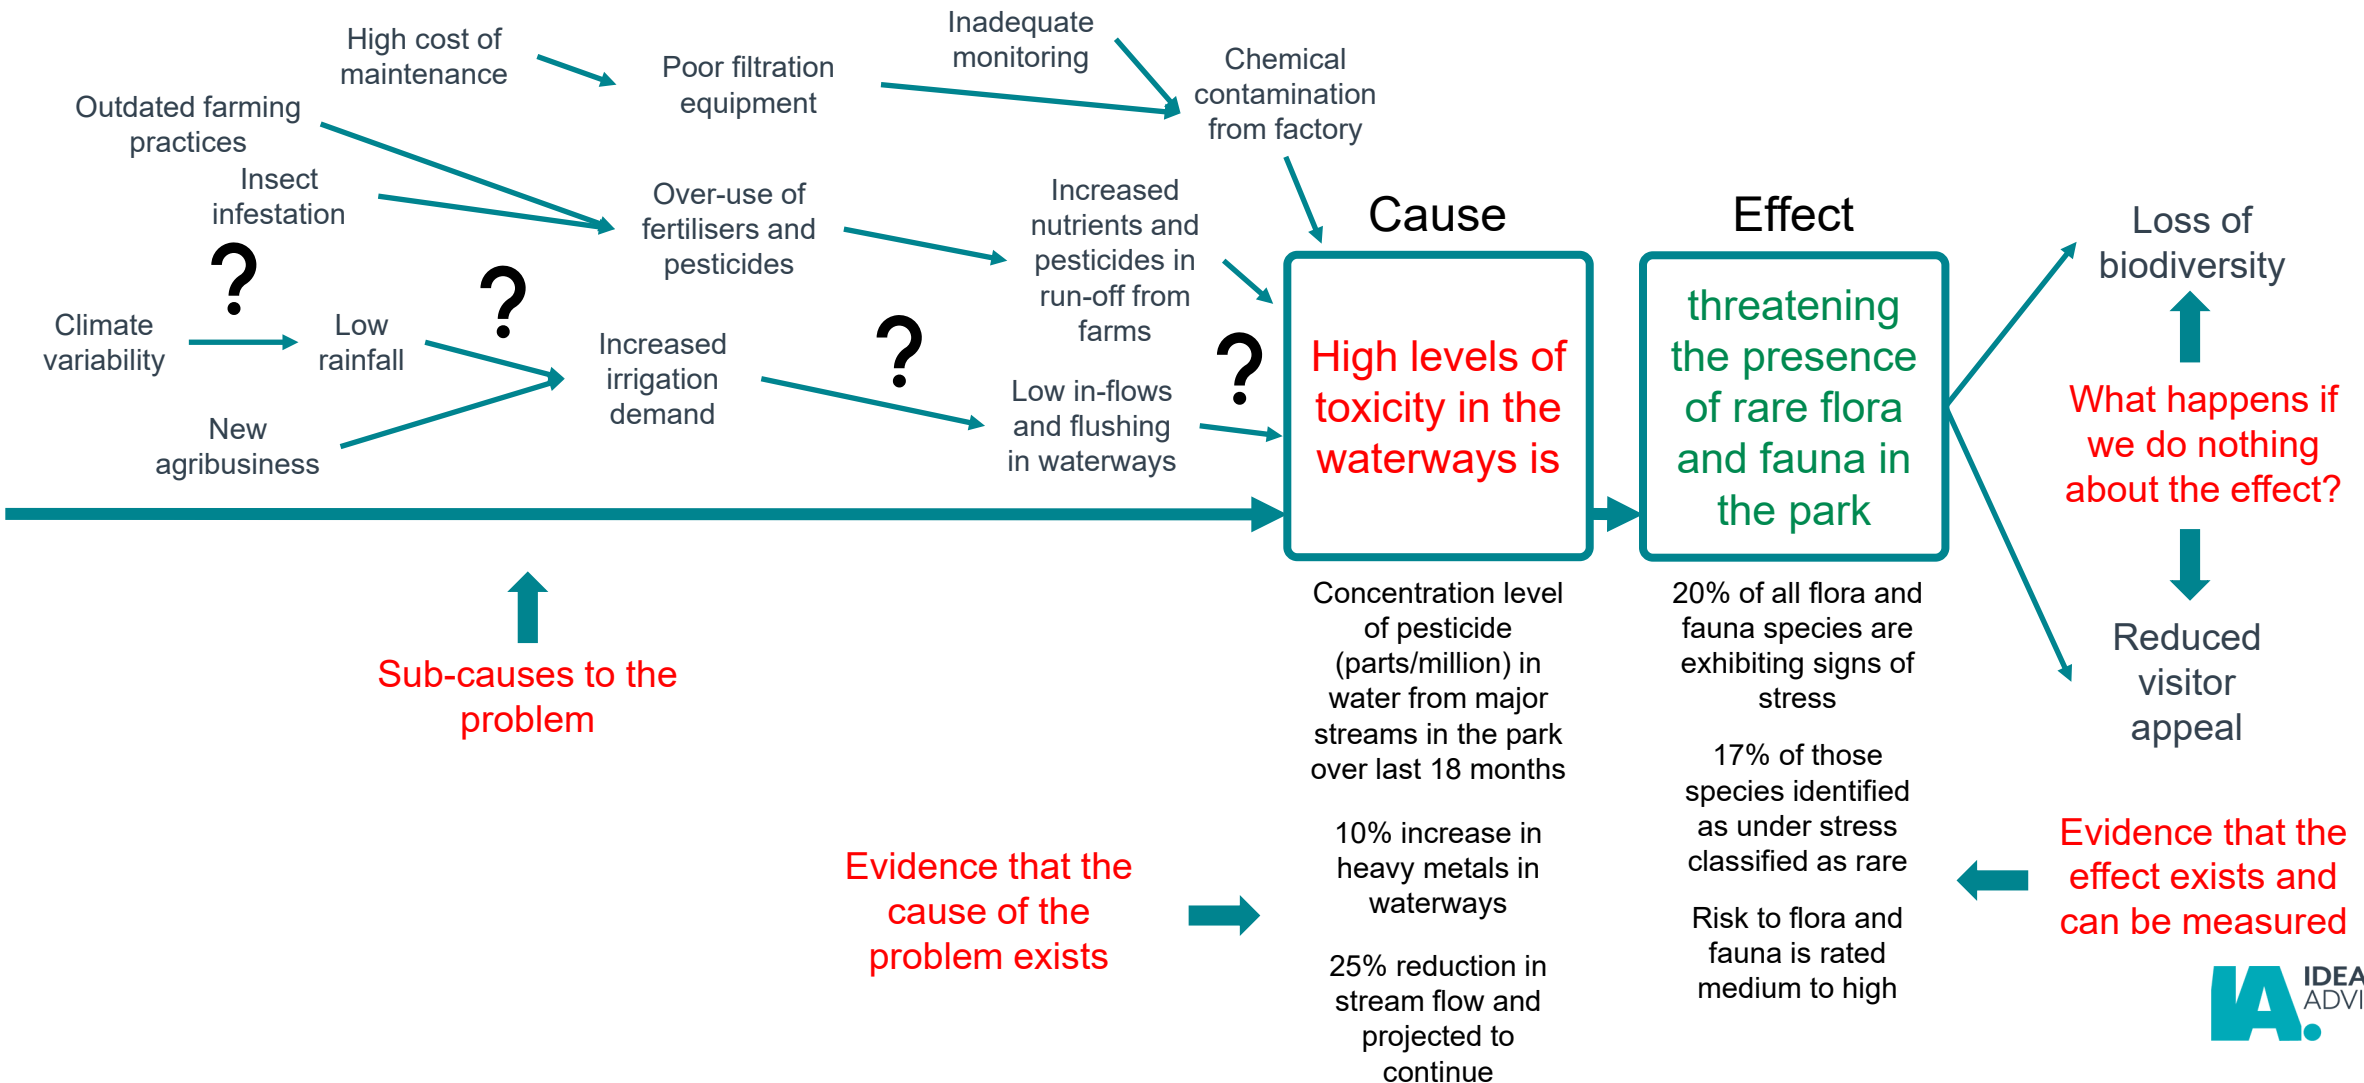 High cost of
maintenance
Inadequate
monitoring
Poor filtration
equipment
Chemical
contamination
from factory
Outdated farming
practices
Insect
infestation
Over-use of
fertilisers and
pesticides
Increased
nutrients and
pesticides in
run-off from
farms
?
?
?
?
Climate
variability
Low
rainfall
Increased
irrigation
demand
New
agribusiness
Low in-flows
and flushing
in waterways
Cause
High levels of
toxicity in the
waterways is
Effect
threatening
the presence
of rare flora
and fauna in
the park
Loss of
biodiversity
What happens if
we do nothing
about the effect?
Reduced
visitor
appeal
Sub-causes to the
problem
Evidence that the
cause of the
problem exists
Concentration level
of pesticide
(parts/million) in
water from major
streams in the park
over last 18 months
10% increase in
heavy metals in
waterways
25% reduction in
stream flow and
projected to
continue
20% of all flora and
fauna species are
exhibiting signs of
stress
17% of those
species identified
as under stress
classified as rare
Risk to flora and
fauna is rated
medium to high
Evidence that the
effect exists and
can be measured
IA.